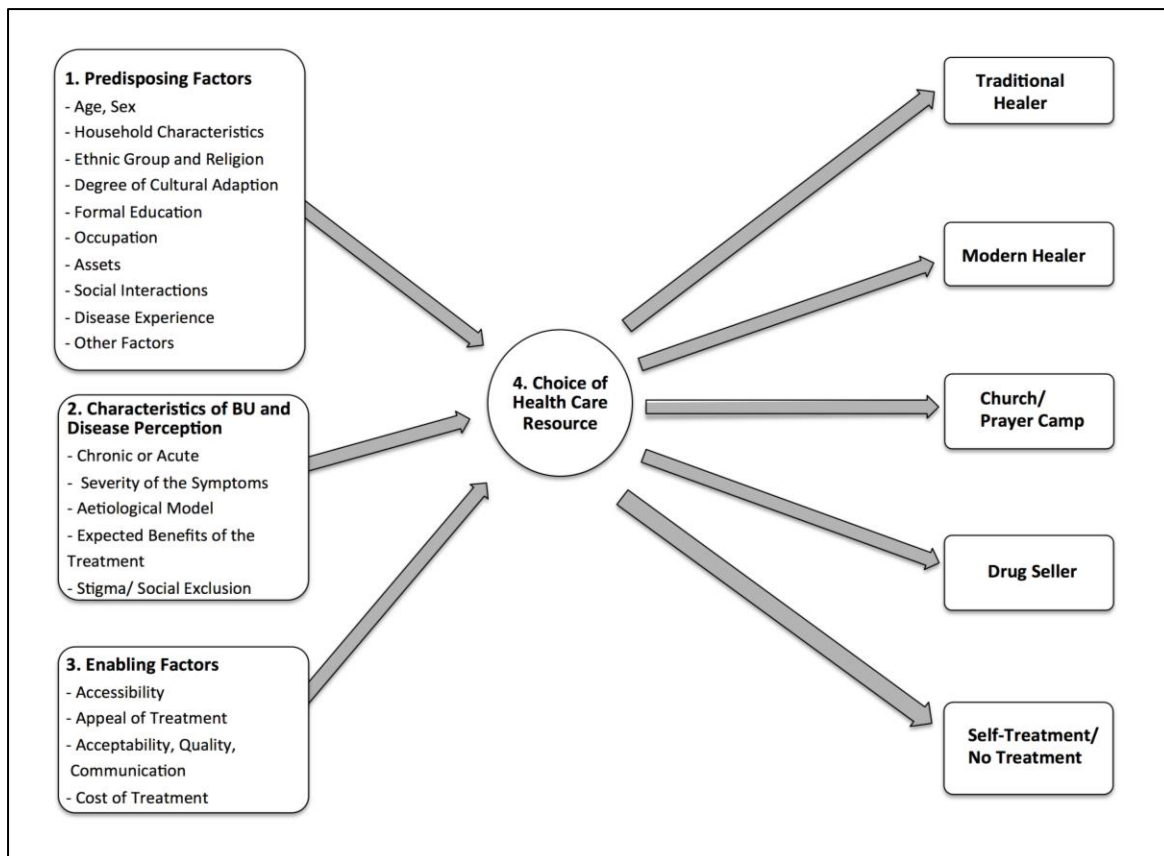 1. Predisposing Factors
- Age, Sex
- Household Characteristics
- Ethnic Group and Religion
- Degree of Cultural Adaption
- Formal Education
- Occupation
- Assets
- Social Interactions
- Disease Experience
- Other Factors
2. Characteristics of BU and
Disease Perception
- Chronic or Acute
- Severity of the Symptoms
- Aetiological Model
- Expected Benefits of the
Treatment
- Stigma/ Social Exclusion
3. Enabling Factors
- Accessibility
- Appeal of Treatment
- Acceptability, Quality,
Communication
- Cost of Treatment
4. Choice of
Health Care
Resource
Traditional
Healer
Modern Healer
Church/
Prayer Camp
Drug Seller
Self-Treatment/
No Treatment